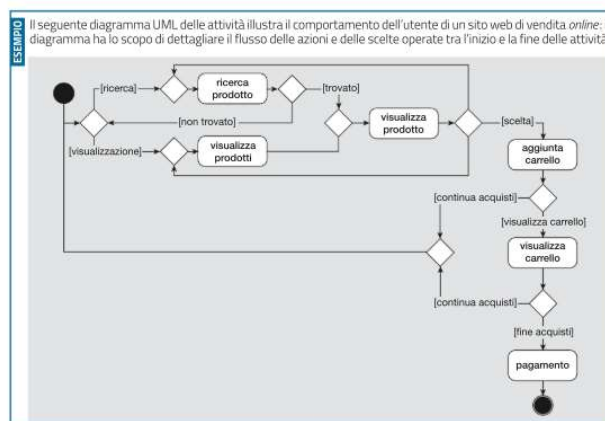 ESEMPIO
Il seguente diagramma UML delle attività illustra il comportamento dell'utente di un sito web di vendita online:
diagramma ha lo scopo di dettagliare il flusso delle azioni e delle scelte operate tra l'inizio e la fine delle attività
[ricerca]
ricerca
prodotto
[trovato]
[non trovato]
visualizza
prodotto
[scelta]
[visualizzazione]
visualizza
prodotti
aggiunta
carrello
[continua acquisti]
[visualizza carrello]
visualizza
carrello
[continua acquisti]
[fine acquisti]
pagamento